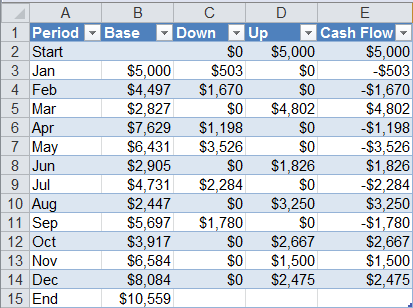 A B C D E
1 Period Base Down Up Cash Flow
2 Start $0 $5,000 $5,000
3 Jan $5,000 $503 $0 -$503
4 Feb $4,497 $1,670 $0 -$1,670
5 Mar $2,827 $0 $4,802 $4,802
6 Apr $7,629 $1,198 $0 -$1,198
7 May $6,431 $3,526 $0 -$3,526
8 Jun $2,905 $0 $1,826 $1,826
9 Jul $4,731 $2,284 $0 -$2,284
10 Aug $2,447 $0 $3,250 $3,250
11 Sep $5,697 $1,780 $0 -$1,780
12 Oct $3,917 $0 $2,667 $2,667
13 Nov $6,584 $0 $1,500 $1,500
14 Dec $8,084 $0 $2,475 $2,475
15 End $10,559